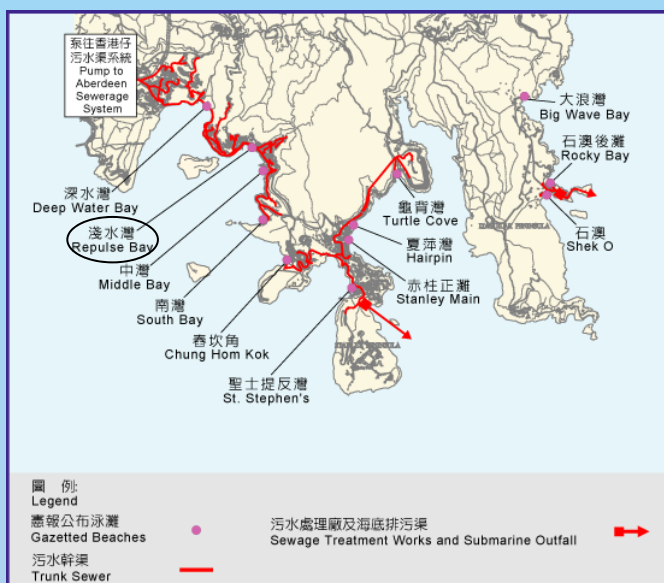 泵往香港仔
污水渠系統
Pump to
Aberdeen
Sewerage
System
大浪灣
Big Wave Bay
石澳後灘
Rocky Bay
深水灣
Deep Water Bay
龜背灣
Turtle Cove
淺水灣
Repulse Bay
夏萍灣
Hairpin
石澳
Shek O
中灣
Middle Bay
赤柱正灘
Stanley Main
南灣
South Bay
舂坎角
Chung Hom Kok
聖士提反灣
St. Stephen's
圖 例:
Legend
憲報公布泳灘
Gazetted Beaches
污水處理廠及海底排污渠
Sewage Treatment Works and Submarine Outfall
污水幹渠
Trunk Sewer